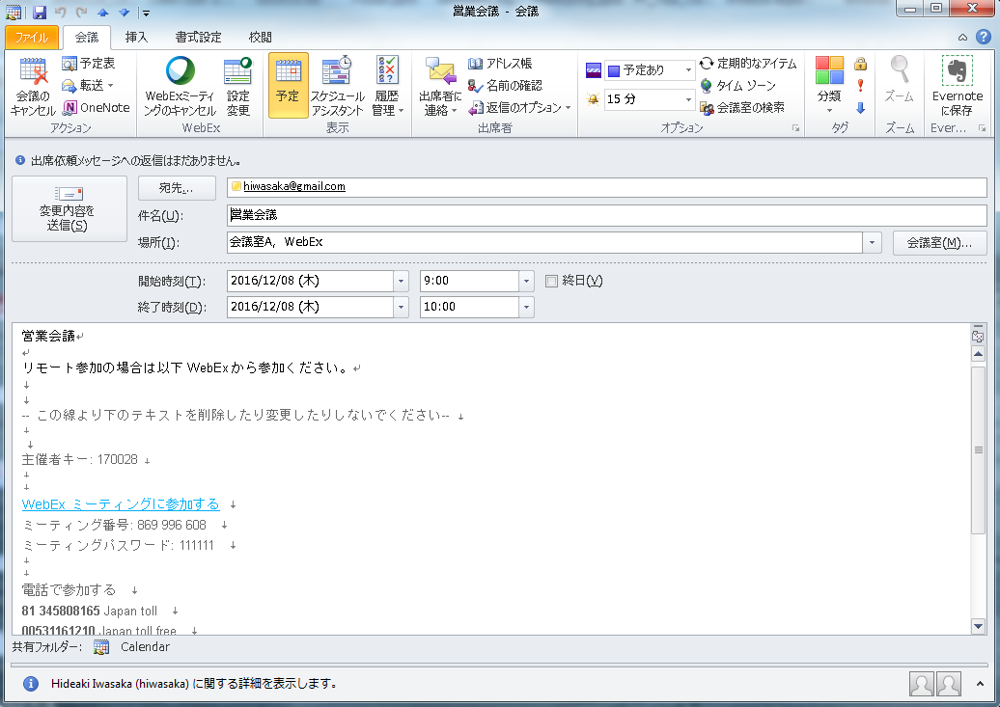 営業会議 - 会議
ファイル 会議 挿入 書式設定 校閲
会議の
キャンセル
予定表
転送
OneNote
アクション
WebExミーティ
ングのキャンセル
設定
変更
WebEx
予定
スケジュール
アシスタント
履歴
管理
表示
出席者に
連絡
アドレス帳
名前の確認
返信のオプション
出席者
予定あり
15 分
定期的なアイテム
タイム ゾーン
会議室の検索
オプション
分類
タグ
ズーム
ズーム
Evernote
に保存
Ever...
出席依頼メッセージへの返信はまだありません。
変更内容を
送信(S)
宛先...
hiwasaka@gmail.com
件名(U):
営業会議
場所(I):
会議室A, WebEx
会議室(M)...
開始時刻(T): 2016/12/08 (木) 9:00 終日(V)
終了時刻(D): 2016/12/08 (木) 10:00
営業会議↵
↵
リモート参加の場合は以下 WebExから参加ください。↵
↓
↓
-- この線より下のテキストを削除したり変更したりしないでください-- ↓
↓
↓
主催者キー: 170028 ↓
↓
↓
WebEx ミーティングに参加する ↓
ミーティング番号: 869 996 608 ↓
ミーティングパスワード: 111111 ↓
↓
↓
電話で参加する ↓
81 345808165 Japan toll ↓
00531161210 Japan toll free ↓
共有フォルダー: Calendar
Hideaki Iwasaka (hiwasaka) に関する詳細を表示します。